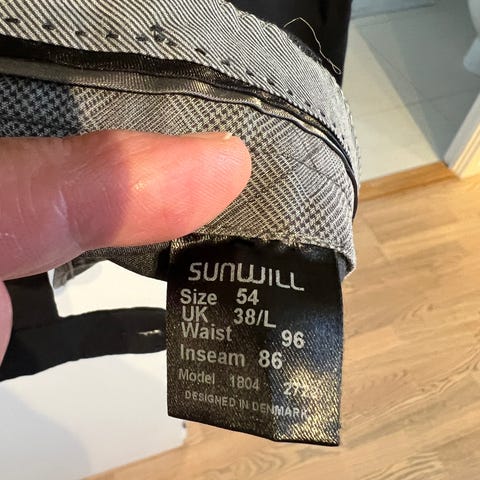 SUNWILL
Size 54
UK 38/L
Waist 96
Inseam 86
Model 1804
DESIGNED IN DENMARK